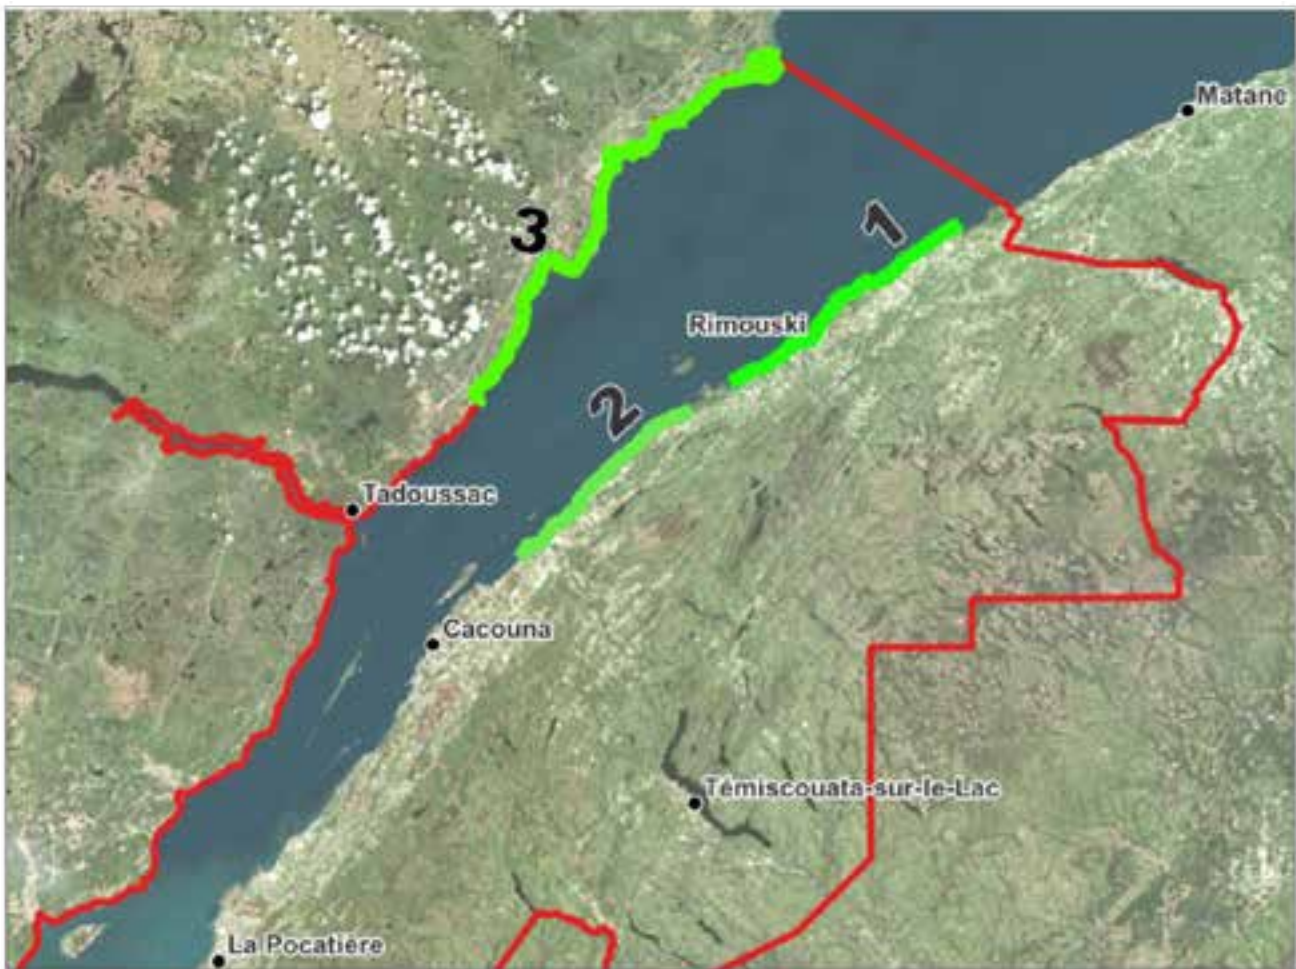 Matane
3
1
Rimouski
2
Tadoussac
Cacouna
Témiscouata-sur-le-Lac
La Pocatière